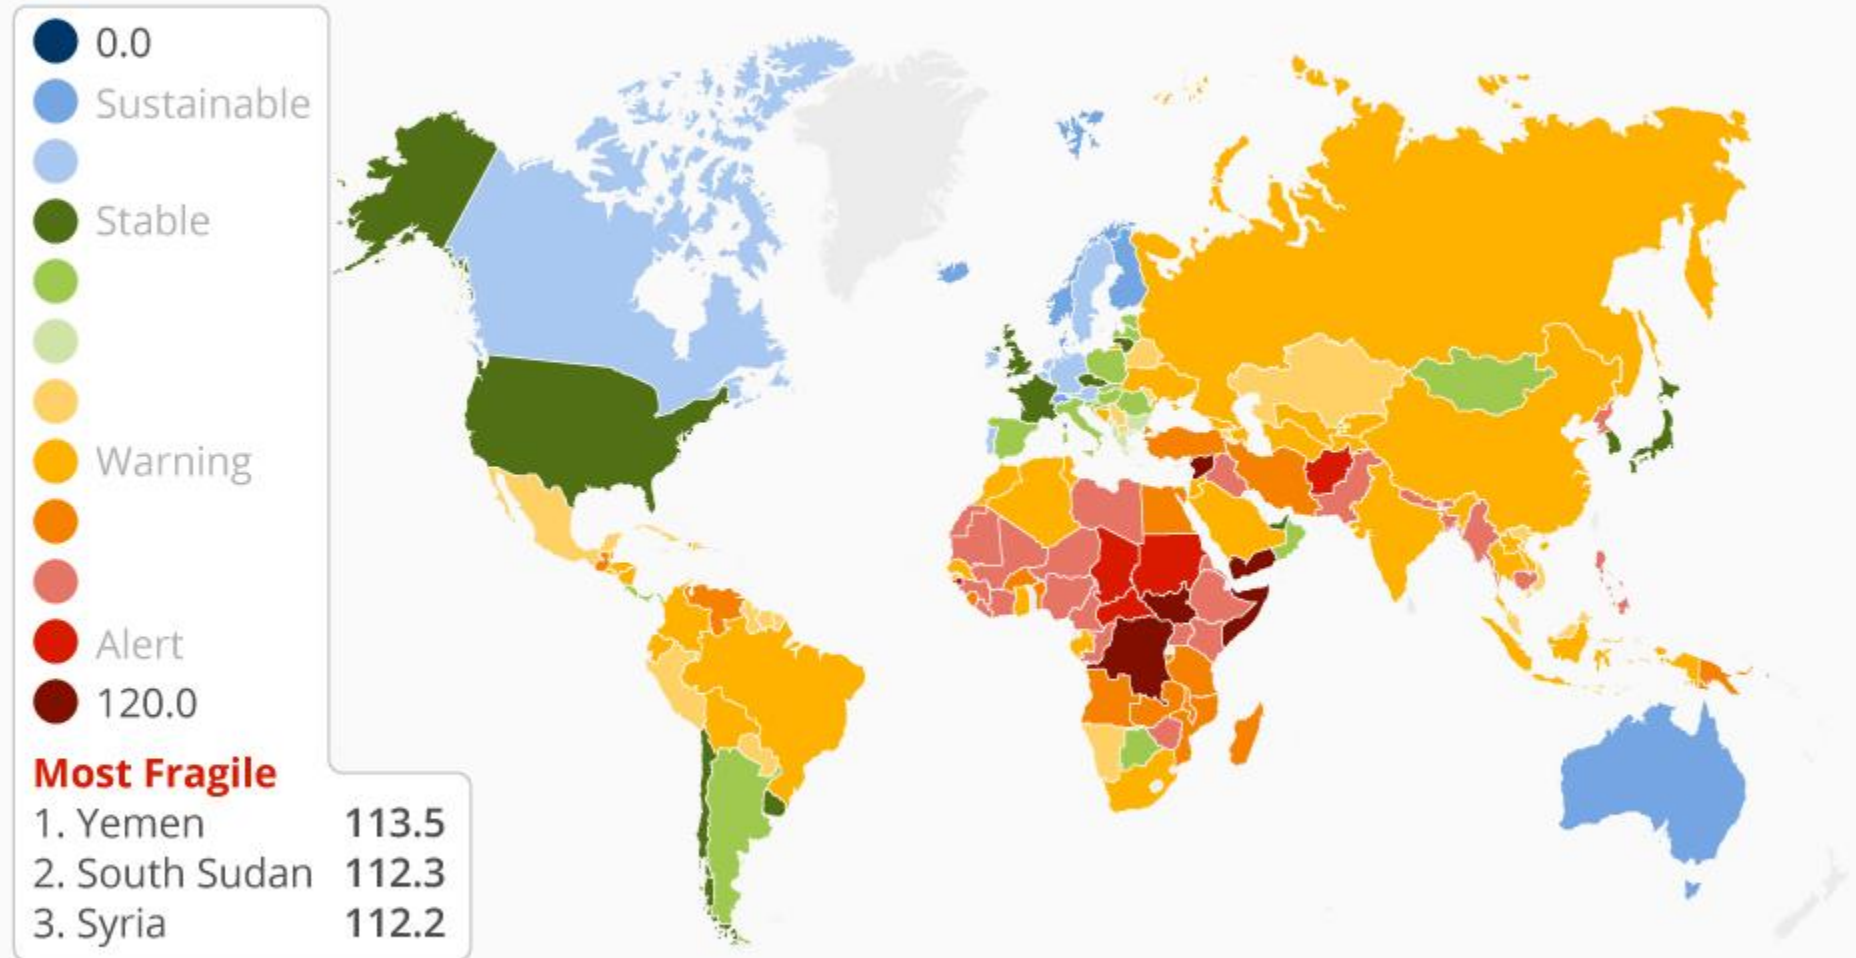 0.0
Sustainable
Stable
Warning
Alert
120.0
Most Fragile
1. Yemen 113.5
2. South Sudan 112.3
3. Syria 112.2